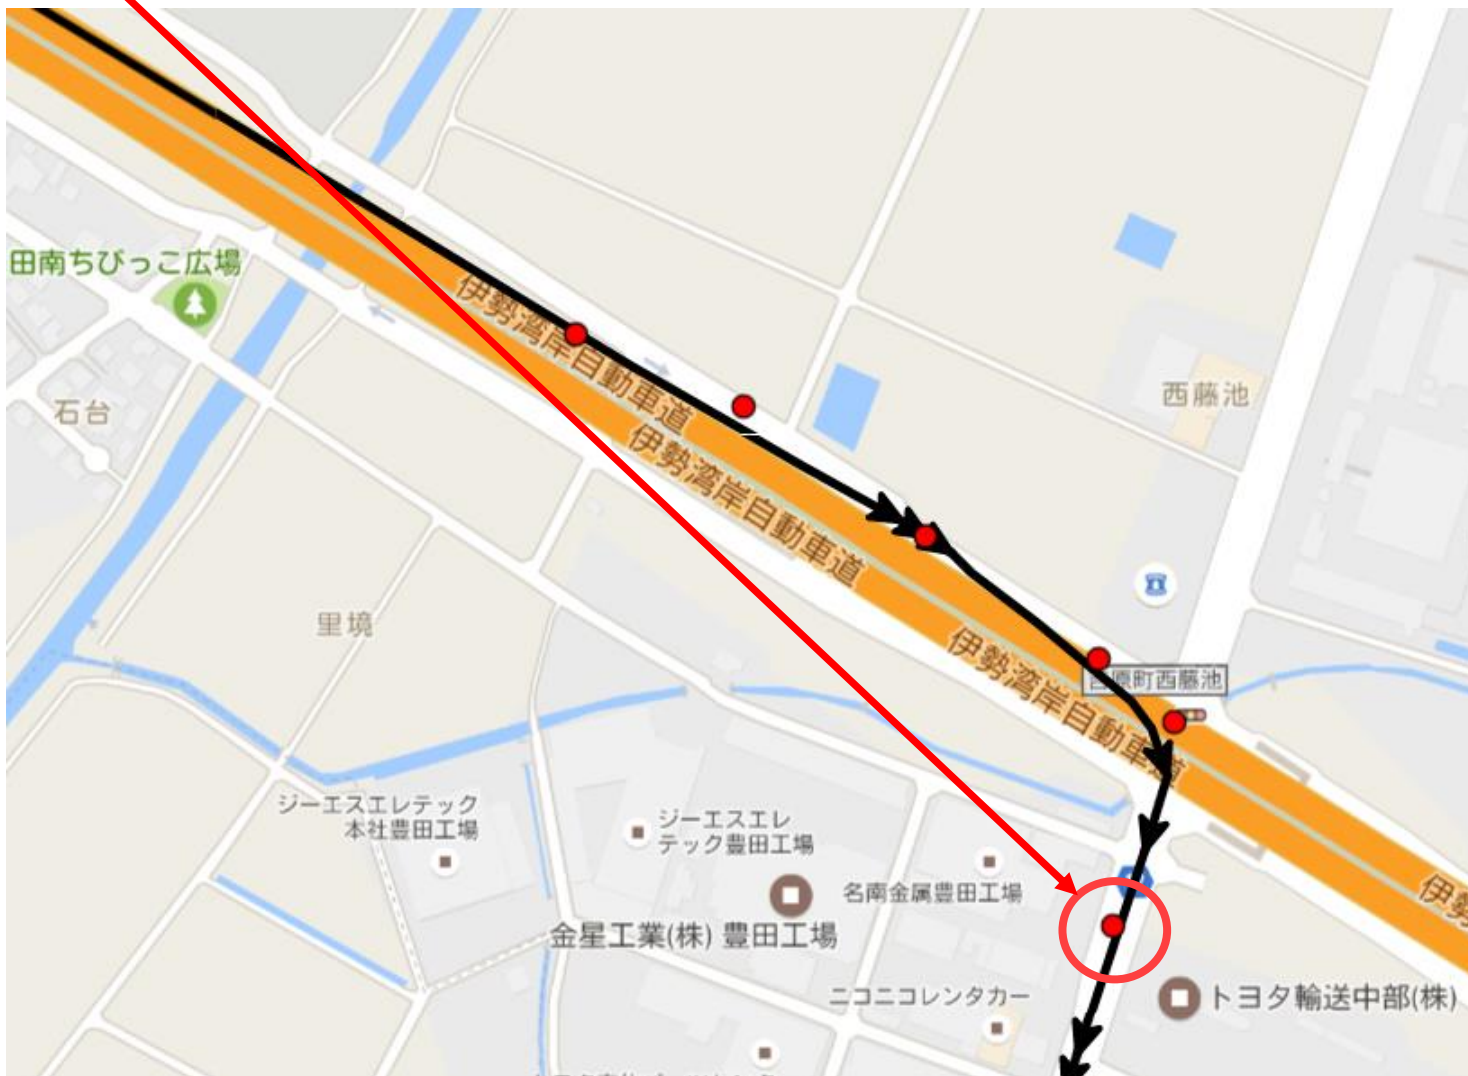 田南ちびっこ広場
伊勢湾岸自動車道
石台
西藤池
伊勢湾岸自動車道
里境
伊勢湾岸自動車道
原町西藤池
ジーエスエレテック
本社豊田工場
ジーエスエレ
テック豊田工場
名南金属豊田工場
伊勢
金星工業(株) 豊田工場
ニコニコレンタカー
トヨタ輸送中部(株)